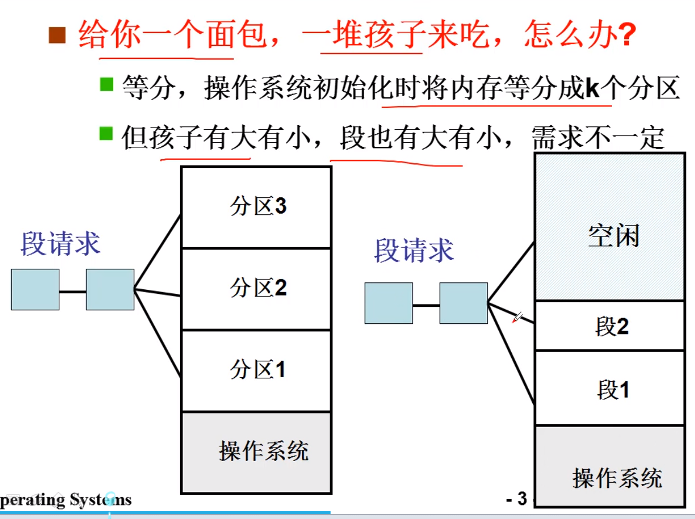 给你一个面包，一堆孩子来吃，怎么办?
等分，操作系统初始化时将内存等分成k个分区
但孩子有大有小，段也有大有小，需求不一定
段请求
分区3
分区2
分区1
操作系统
段请求
空闲
段2
段1
操作系统
perating Systems
- 3